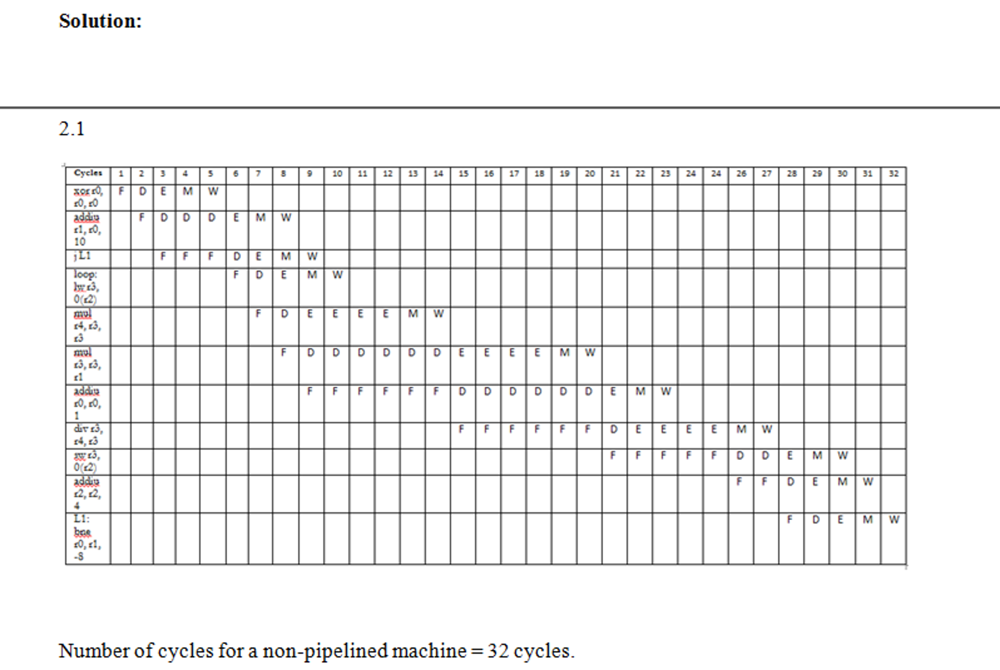 Solution:
2.1
Cycles 1 2 3 4 5 6 7 8 9 10 11 12 13 14 15 16 17 18 19 20 21 22 23 24 24 26 27 28 29 30 31 32
xor r0, F D E M W
r0, r0
addiu F D D D E M W
r1, r0,
10
j L1 F F F D E M W
loop: F D E M W
lw r3,
0(r2)
mul F D E E E E M W
r4, r3,
r3
mul F D D D D D D E E E E M W
r3, r3,
r1
addiu F F F F F F D D D D D D E M W
r0, r0,
1
div r3, F F F F F F D E E E E M W
r4, r3
sw r3, F F F F F D D E M W
0(r2)
addiu F F D E M W
r2, r2,
4
L1: F D E M W
bne
r0, r1,
-8
Number of cycles for a non-pipelined machine = 32 cycles.